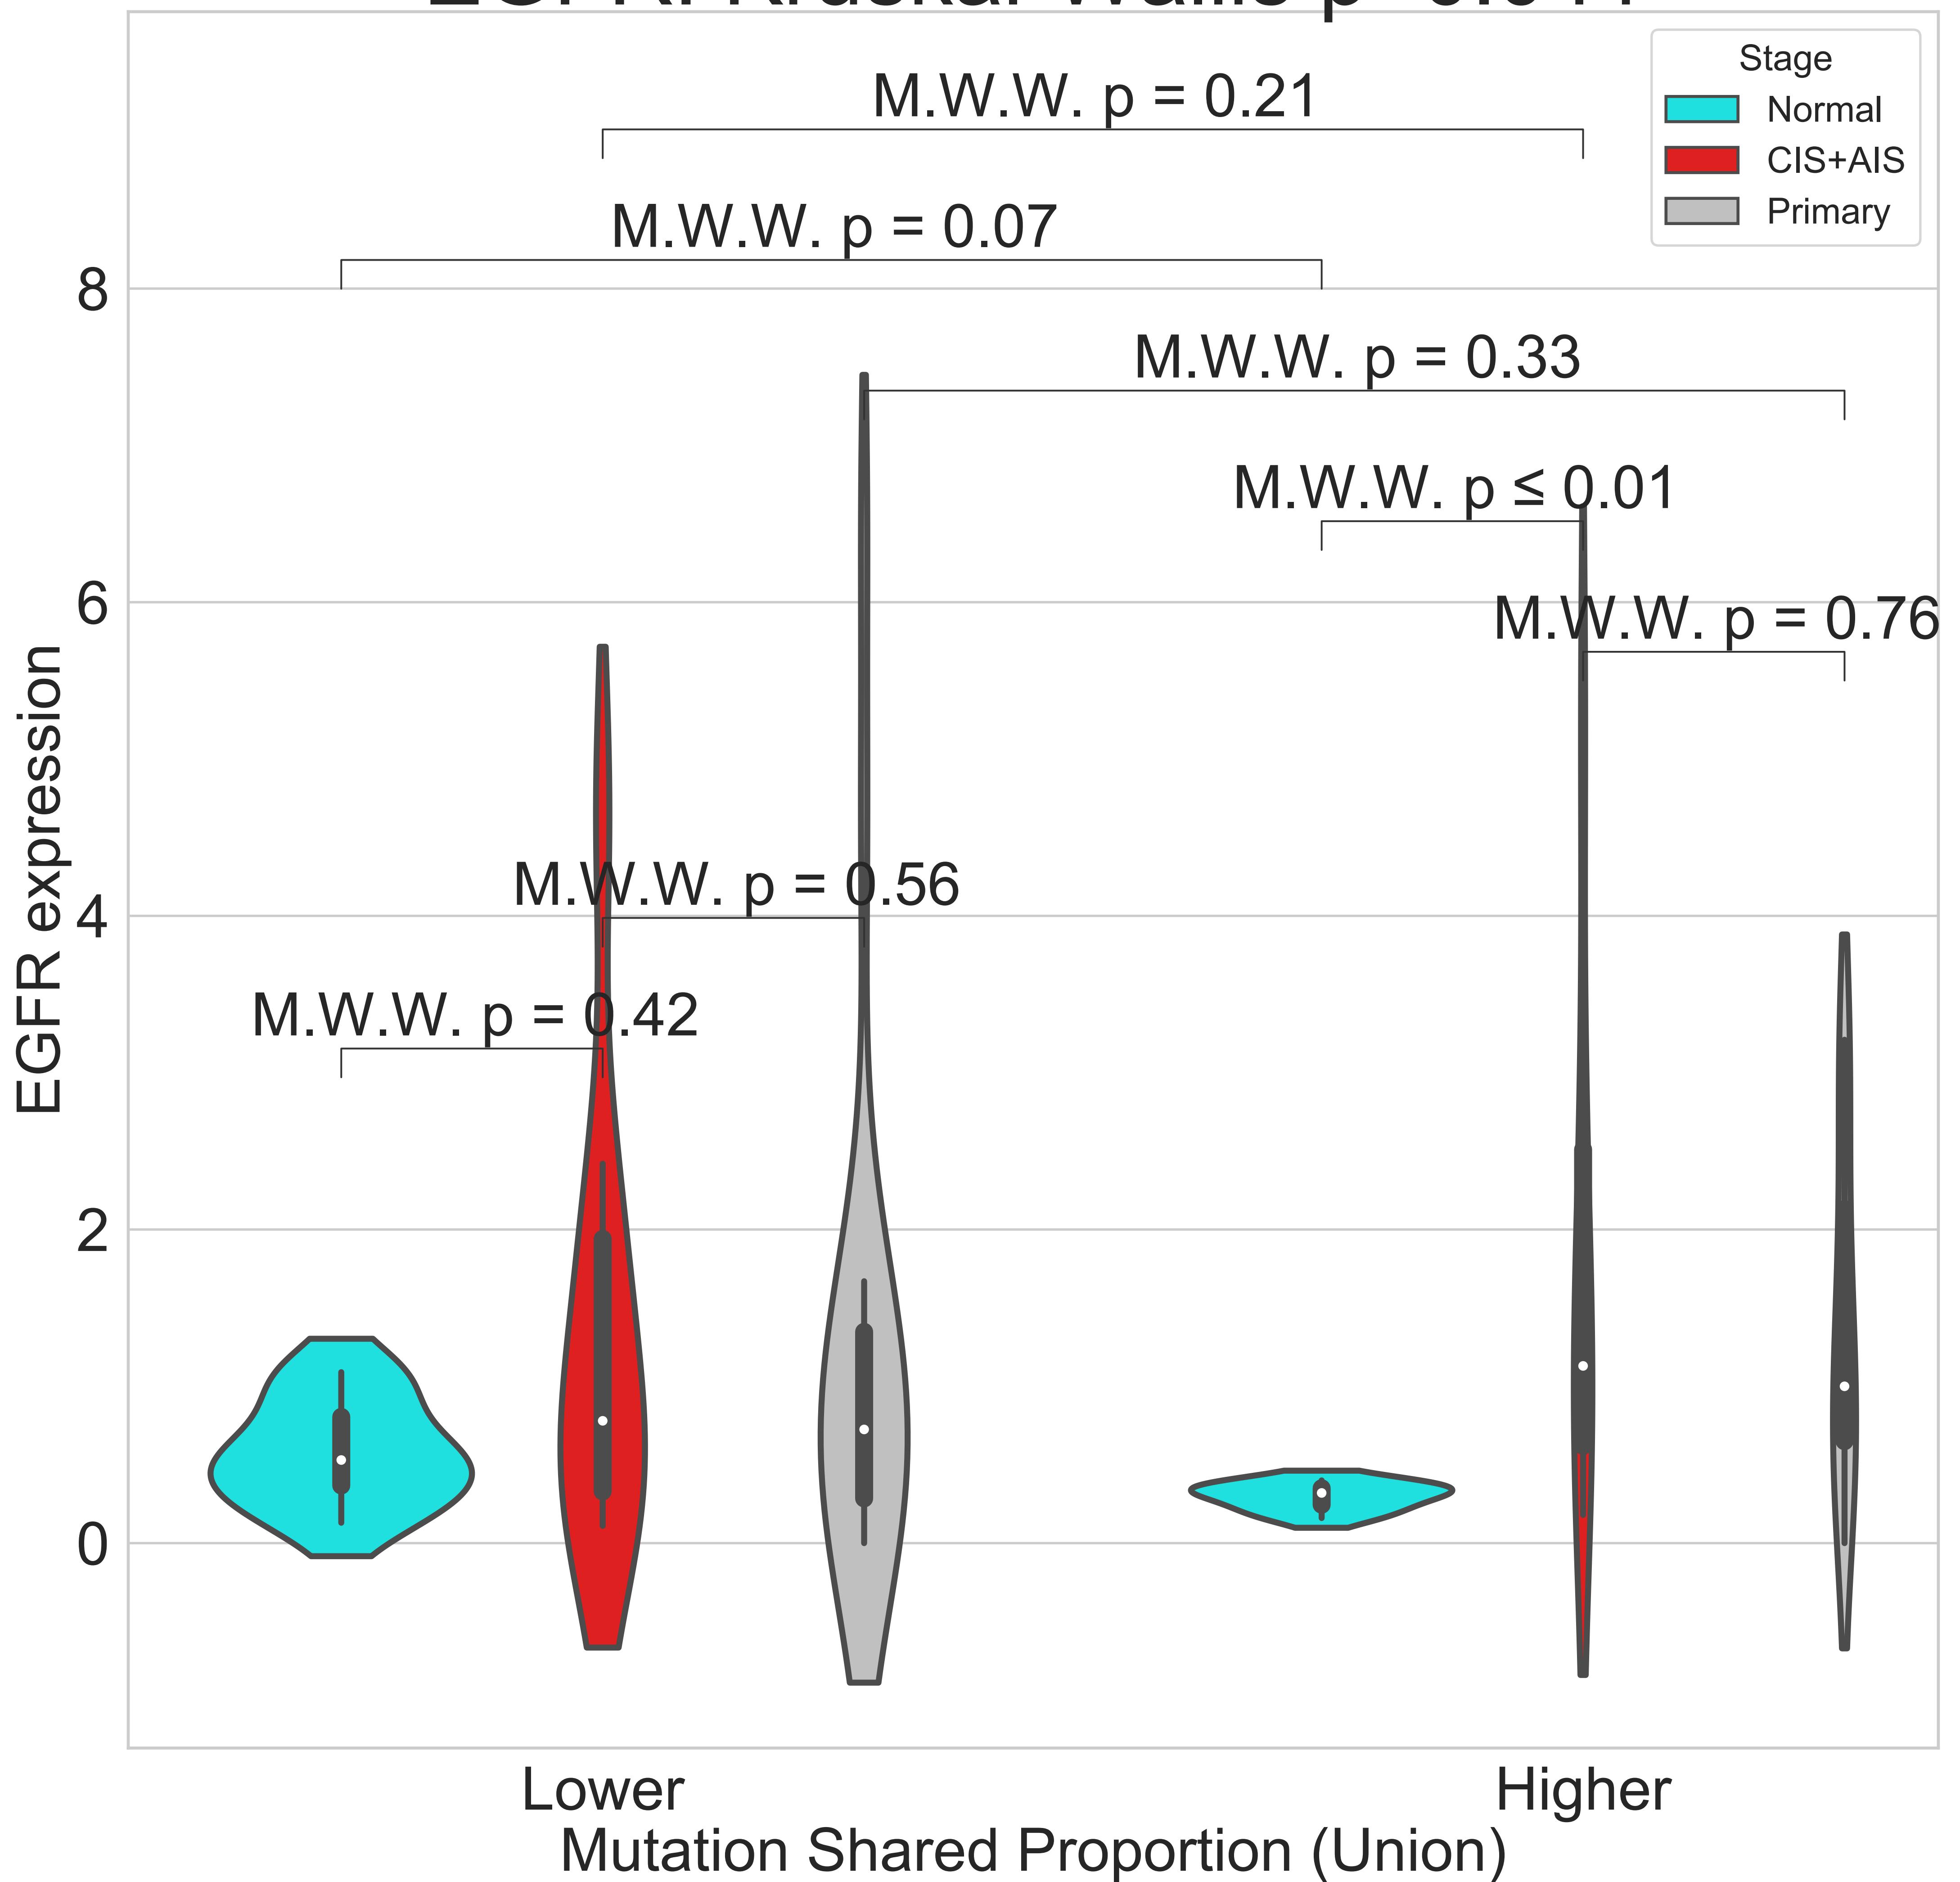 Stage
Normal
CIS+AIS
Primary
M.W.W. p = 0.21
M.W.W. p = 0.07
M.W.W. p = 0.33
M.W.W. p ≤ 0.01
M.W.W. p = 0.76
M.W.W. p = 0.56
M.W.W. p = 0.42
EGFR expression
8
6
4
2
0
Lower
Higher
Mutation Shared Proportion (Union)